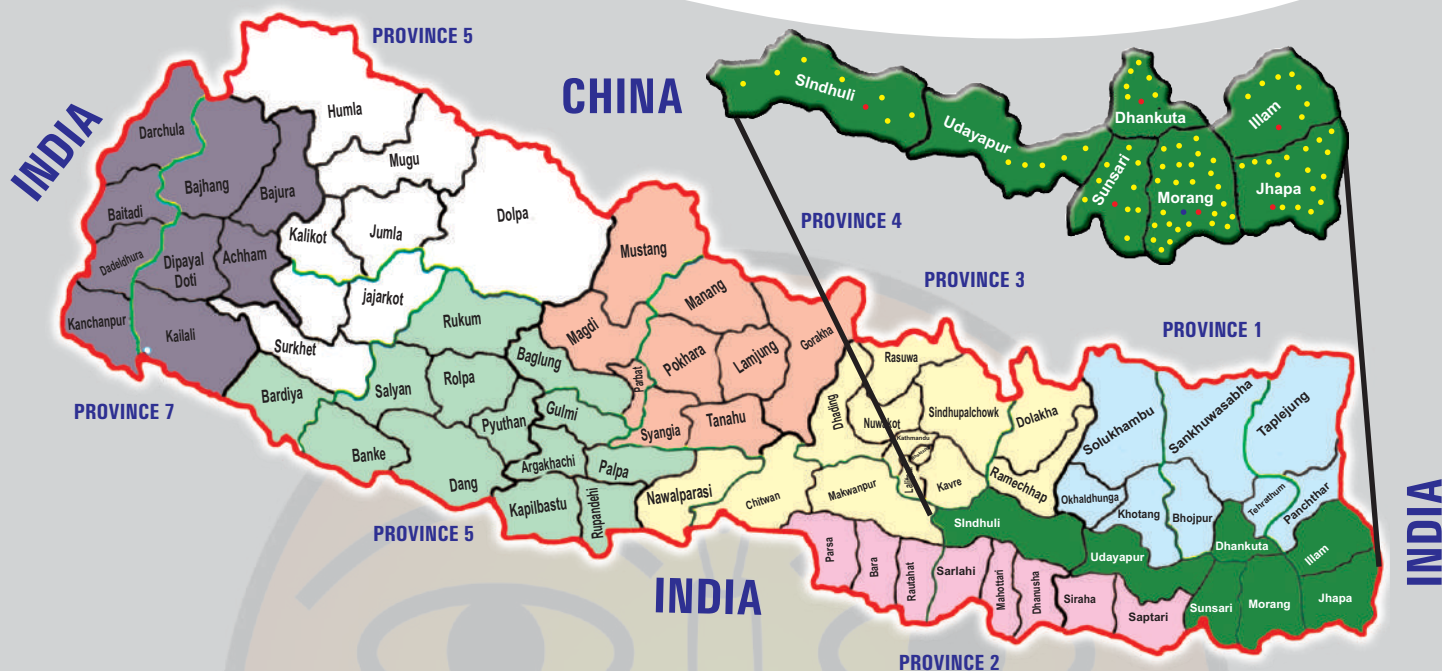 PROVINCE 5
CHINA
INDIA
SIndhuli
Udayapur
Dhankuta
Illam
Sunsari
Morang
Jhapa
Humla
Darchula
Mugu
Bajhang
Bajura
Baitadi
Dolpa
PROVINCE 4
Kalikot
Jumla
Mustang
Dadeldhura
Dipayal
Doti
Achham
PROVINCE 3
jajarkot
Manang
Kanchanpur
Kailali
Rukum
Magdi
Gorakha
PROVINCE 1
Surkhet
Baglung
Parbat
Pokhara
Lamjung
Rasuwa
PROVINCE 7
Bardiya
Salyan
Rolpa
Gulmi
Dhading
Nuwakot
Sindhupalchowk
Dolakha
Solukhambu
Sankhuwasabha
Taplejung
Pyuthan
Syangia
Tanahu
Kathmandu
Banke
Argakhachi
Palpa
Dang
Nawalparasi
Chitwan
Makwanpur
Kavre
Ramechhap
Okhaldhunga
Khotang
Bhojpur
Tehrathum
Panchthar
Kapilbastu
Rupandehi
PROVINCE 5
SIndhuli
Udayapur
Dhankuta
Illam
INDIA
INDIA
Parsa
Bara
Rautahat
Sarlahi
Mahottari
Dhanusha
Siraha
Saptari
Sunsari
Morang
Jhapa
PROVINCE 2